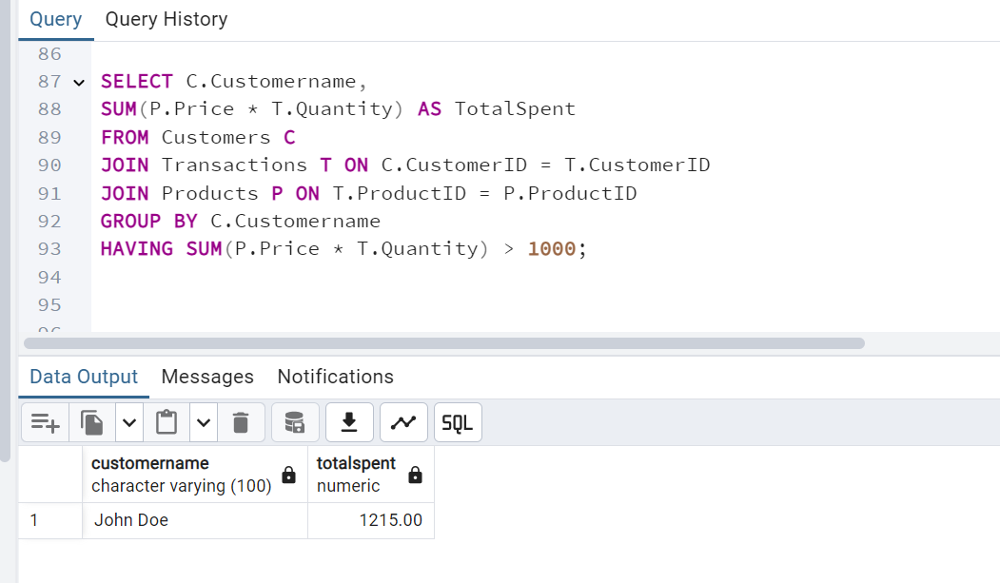 Query Query History
86
87 SELECT C.Customername,
88 SUM(P.Price * T.Quantity) AS TotalSpent
89 FROM Customers C
90 JOIN Transactions T ON C.CustomerID = T.CustomerID
91 JOIN Products P ON T.ProductID = P.ProductID
92 GROUP BY C.Customername
93 HAVING SUM(P.Price * T.Quantity) > 1000;
94
95
Data Output Messages Notifications
SQL
customername totalspent
character varying (100) numeric
1 John Doe 1215.00